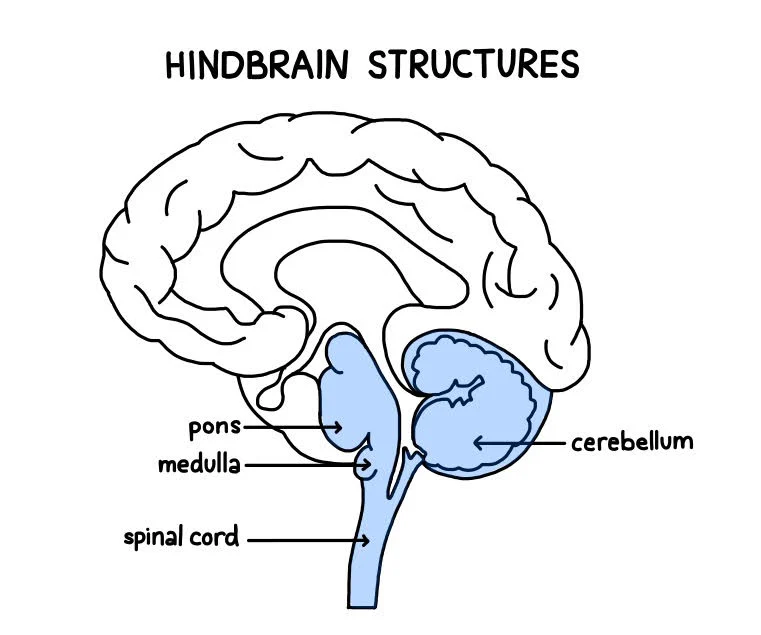 HINDBRAIN STRUCTURES
pons
medulla
cerebellum
spinal cord